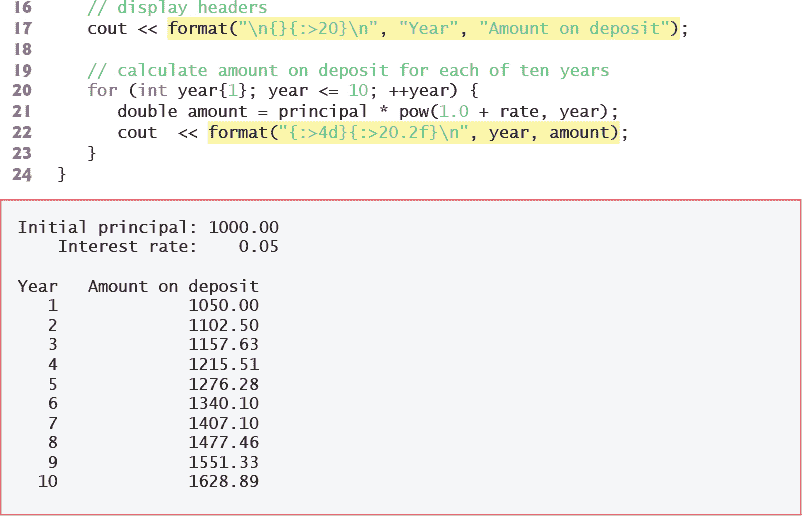 16 // display headers
17 cout << format("\n{}{:>20}\n", "Year", "Amount on deposit");
18
19 // calculate amount on deposit for each of ten years
20 for (int year{1}; year <= 10; ++year) {
21 double amount = principal * pow(1.0 + rate, year);
22 cout << format("{:>4d}{:>20.2f}\n", year, amount);
23 }
24 }
Initial principal: 1000.00
Interest rate: 0.05
Year Amount on deposit
1 1050.00
2 1102.50
3 1157.63
4 1215.51
5 1276.28
6 1340.10
7 1407.10
8 1477.46
9 1551.33
10 1628.89